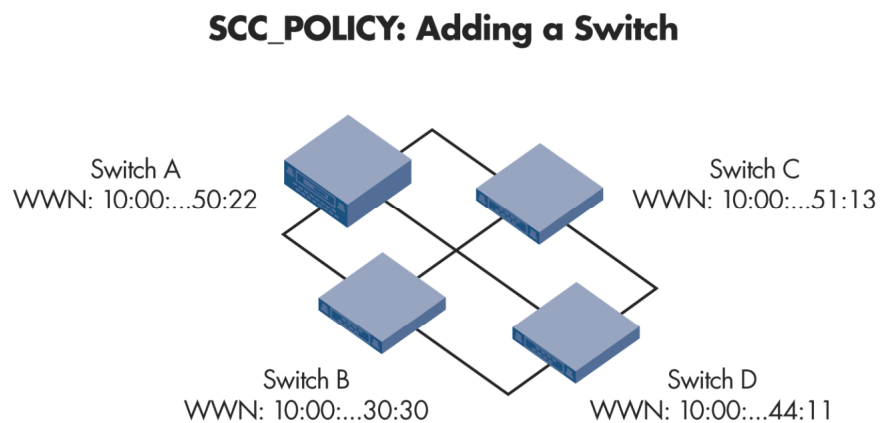 SCC_POLICY: Adding a Switch
Switch A
WWN: 10:00:...50:22
Switch C
WWN: 10:00:...51:13
Switch B
WWN: 10:00:...30:30
Switch D
WWN: 10:00:...44:11